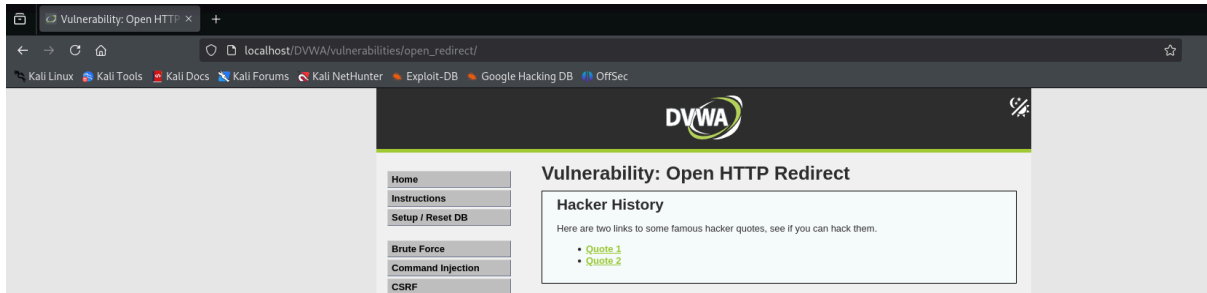 Vulnerability: Open HTTP
localhost/DVWA/vulnerabilities/open_redirect/
Kali Linux Kali Tools Kali Docs Kali Forums Kali NetHunter Exploit-DB Google Hacking DB OffSec
DVWA
Home
Instructions
Setup / Reset DB
Brute Force
Command Injection
CSRF
Vulnerability: Open HTTP Redirect
Hacker History
Here are two links to some famous hacker quotes, see if you can hack them.
• Quote 1
• Quote 2